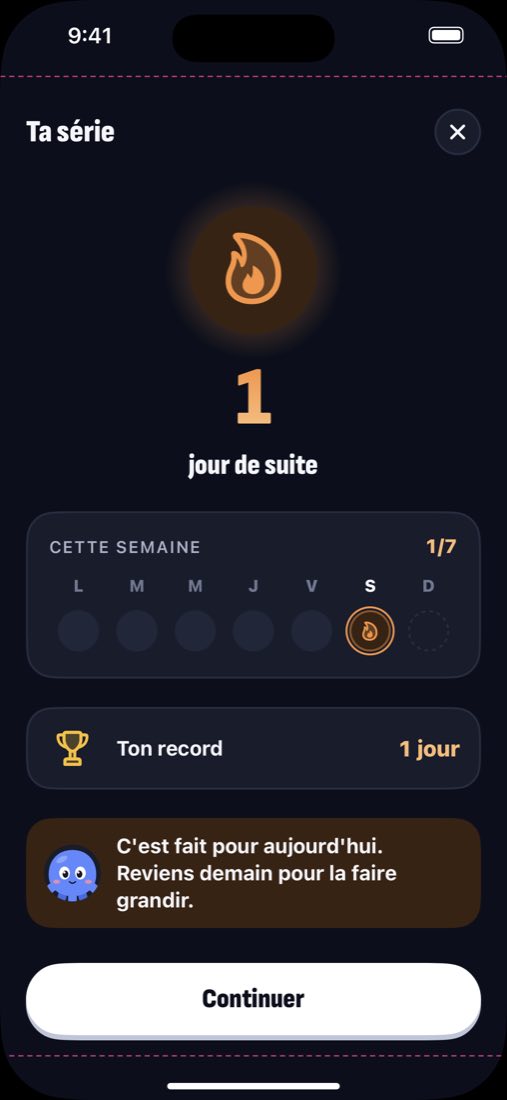 9:41
Ta série
1
jour de suite
CETTE SEMAINE 1/7
L M M J V S D
Ton record 1 jour
C'est fait pour aujourd'hui.
Reviens demain pour la faire
grandir.
Continuer